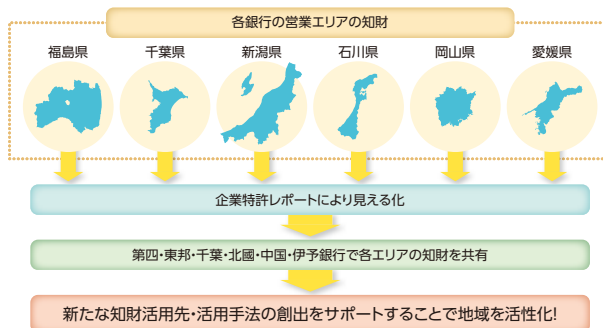 各銀行の営業エリアの知財
福島県
千葉県
新潟県
石川県
岡山県
愛媛県
企業特許レポートにより見える化
第四・東邦・千葉・北國・中国・伊予銀行で各エリアの知財を共有
新たな知財活用先・活用手法の創出をサポートすることで地域を活性化!